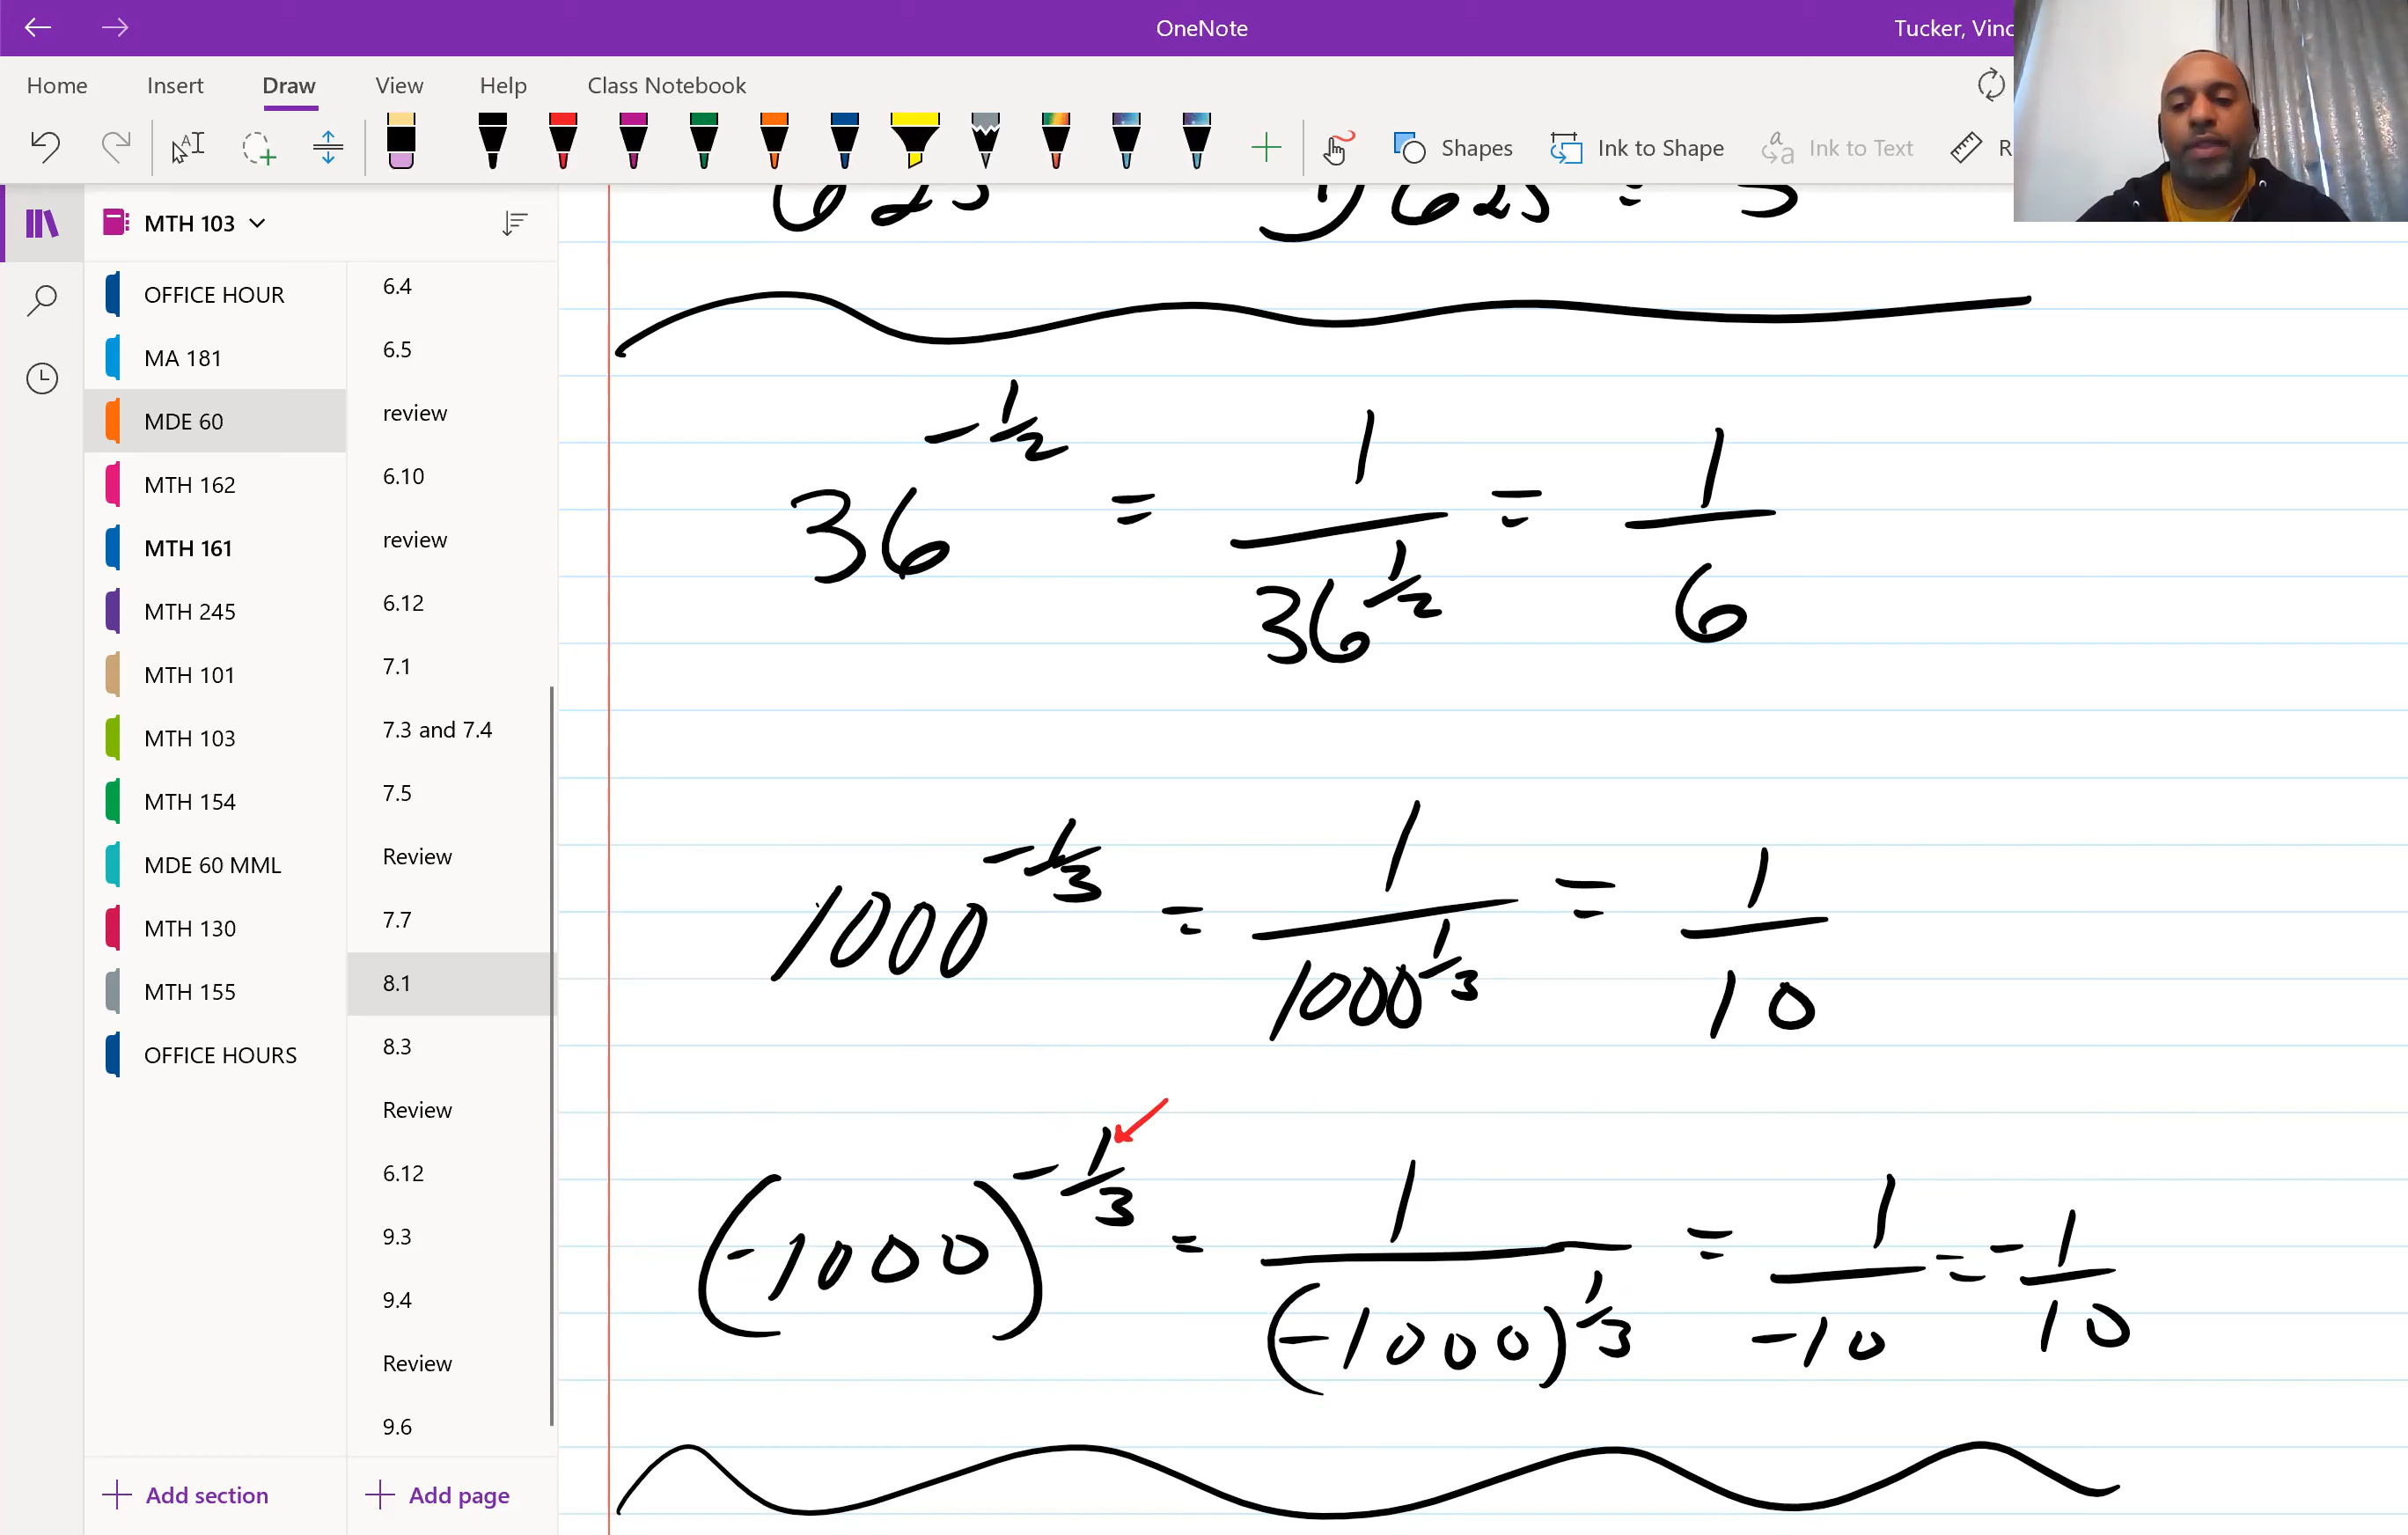 OneNote
Tucker, Vinc
Home Insert Draw View Help Class Notebook
Shapes Ink to Shape Ink to Text R
MTH 103
OFFICE HOUR
MA 181
MDE 60
MTH 162
MTH 161
MTH 245
MTH 101
MTH 103
MTH 154
MDE 60 MML
MTH 130
MTH 155
OFFICE HOURS
Add section
6.4
6.5
review
6.10
review
6.12
7.1
7.3 and 7.4
7.5
Review
7.7
8.1
8.3
Review
6.12
9.3
9.4
Review
9.6
Add page
36^(-1/2) = 1/36^(1/2) = 1/6
1000^(-1/3) = 1/1000^(1/3) = 1/10
(-1000)^(-1/3) = 1/(-1000)^(1/3) = 1/-10 = -1/10